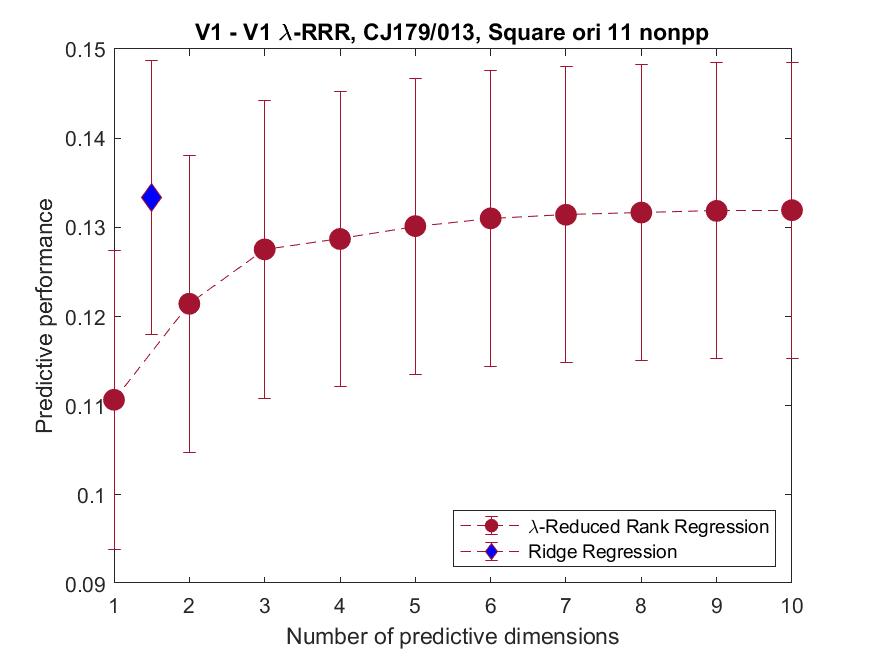 V1 - V1 λ-RRR, CJ179/013, Square ori 11 nonpp
0.15
0.14
0.13
0.12
0.11
0.1
0.09
Predictive performance
λ-Reduced Rank Regression
Ridge Regression
1 2 3 4 5 6 7 8 9 10
Number of predictive dimensions